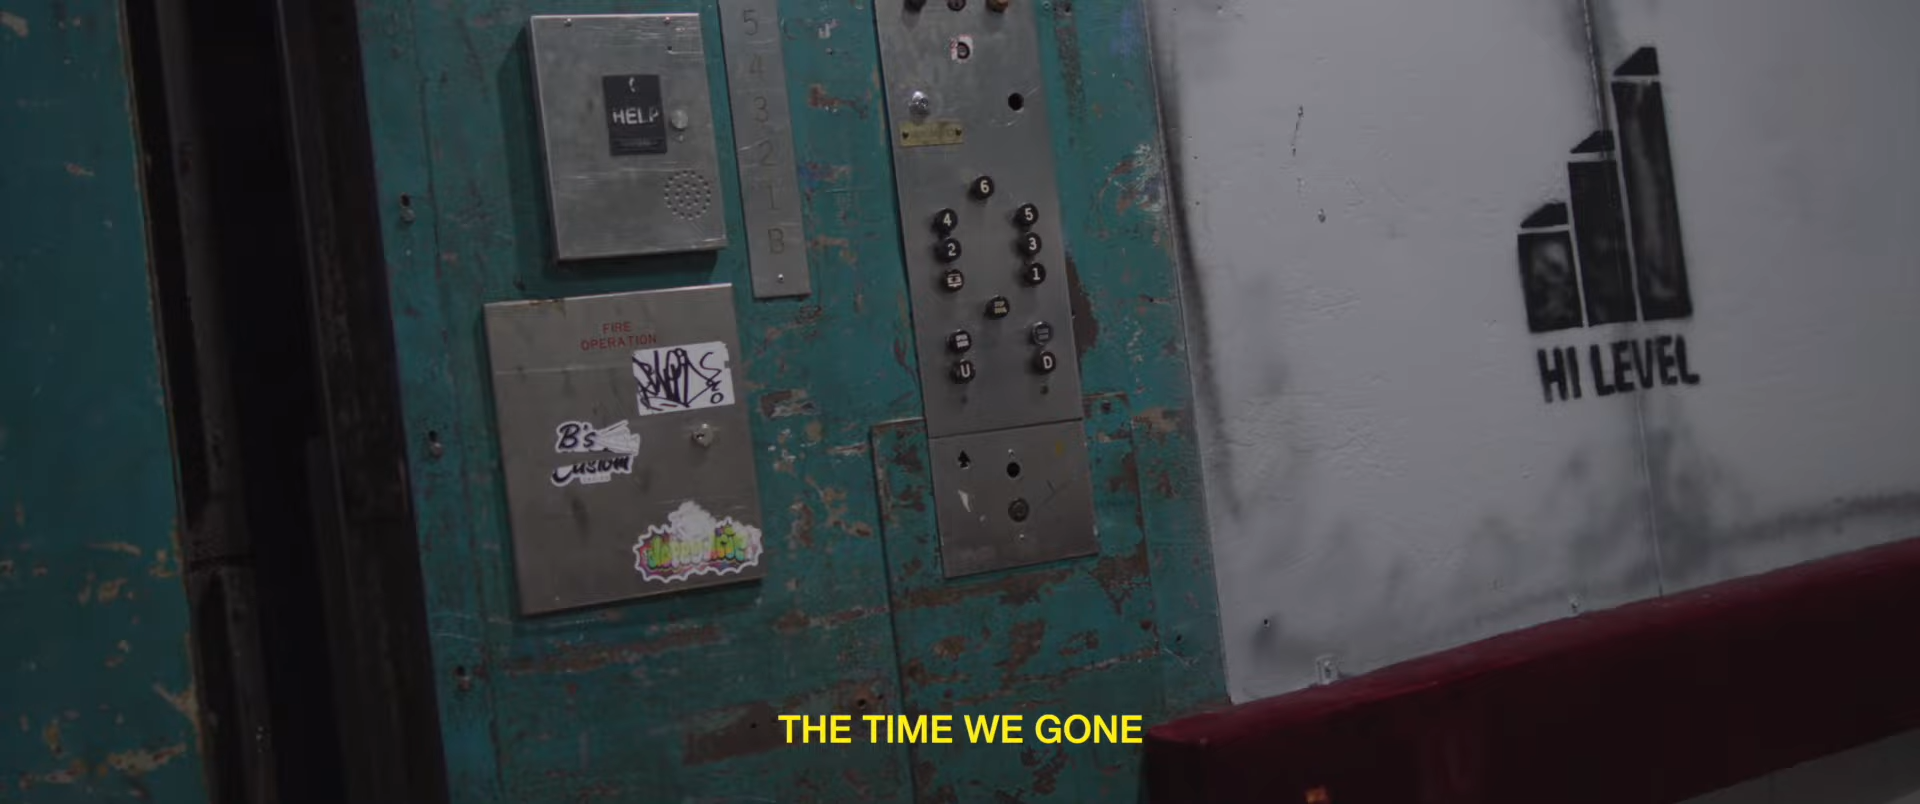 HELP
5
4
3
2
1
B
6
4 5
2 3
1
STOP
U D
FIRE
OPERATION
B's
Custom
HI LEVEL
THE TIME WE GONE